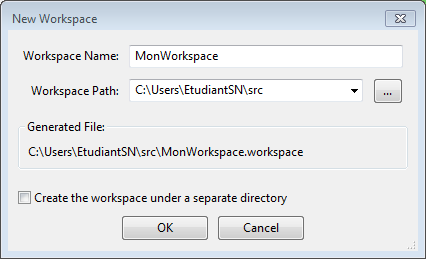 New Workspace
Workspace Name: MonWorkspace
Workspace Path: C:\Users\EtudiantSN\src ...
Generated File:
C:\Users\EtudiantSN\src\MonWorkspace.workspace
Create the workspace under a separate directory
OK Cancel